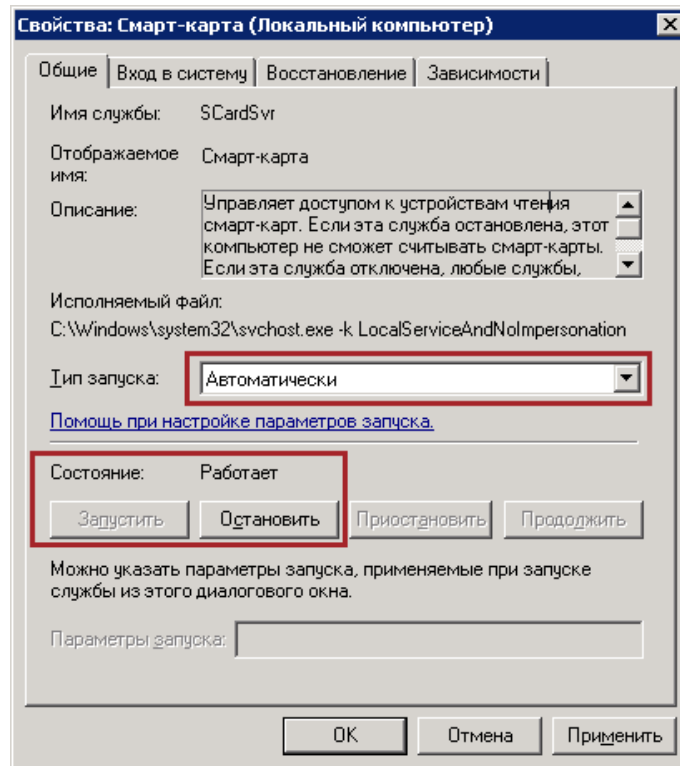 Свойства: Смарт-карта (Локальный компьютер)
Общие Вход в систему Восстановление Зависимости
Имя службы: SCardSvr
Отображаемое имя: Смарт-карта
Описание: Управляет доступом к устройствам чтения
смарт-карт. Если эта служба остановлена, этот
компьютер не сможет считывать смарт-карты.
Если эта служба отключена, любые службы,
Исполняемый файл:
C:\Windows\system32\svchost.exe -k LocalServiceAndNoImpersonation
Тип запуска: Автоматически
Помощь при настройке параметров запуска.
Состояние: Работает
Запустить Остановить Приостановить Продолжить
Можно указать параметры запуска, применяемые при запуске
службы из этого диалогового окна.
Параметры запуска:
OK Отмена Применить